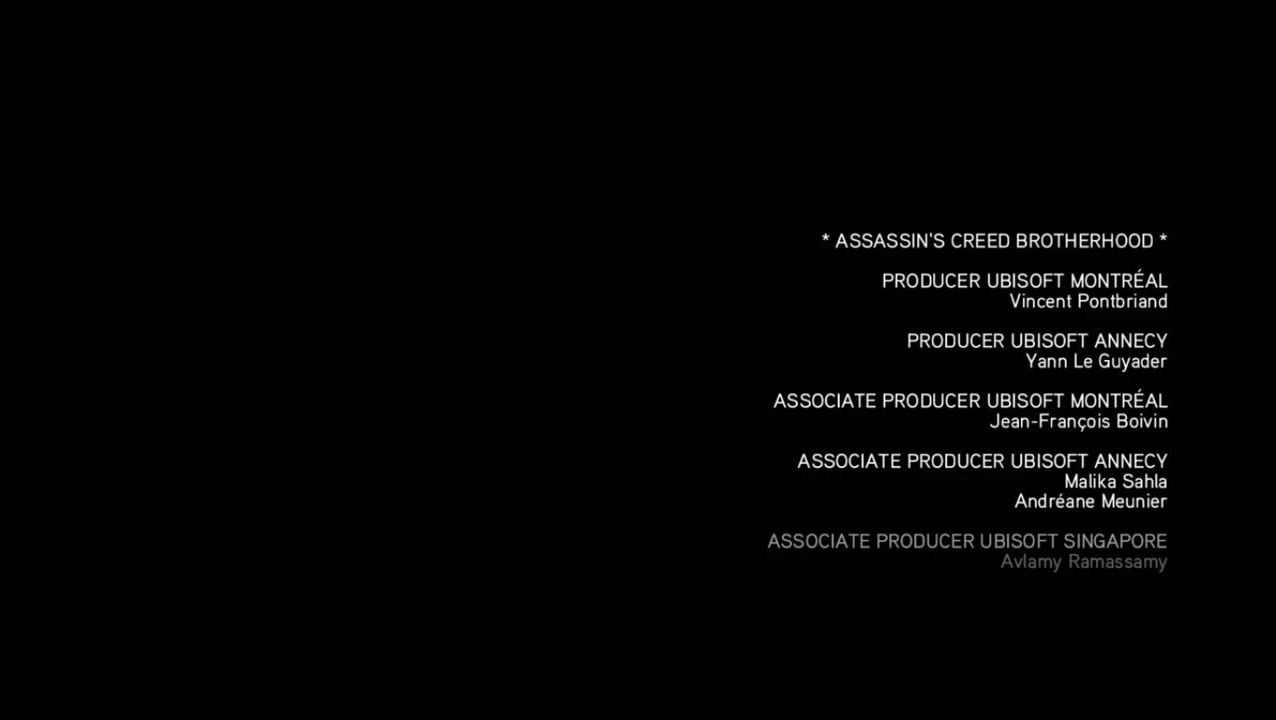 * ASSASSIN'S CREED BROTHERHOOD *
PRODUCER UBISOFT MONTRÉAL
Vincent Pontbriand
PRODUCER UBISOFT ANNECY
Yann Le Guyader
ASSOCIATE PRODUCER UBISOFT MONTRÉAL
Jean-François Boivin
ASSOCIATE PRODUCER UBISOFT ANNECY
Malika Sahla
Andréane Meunier
ASSOCIATE PRODUCER UBISOFT SINGAPORE
Avlamy Ramassamy